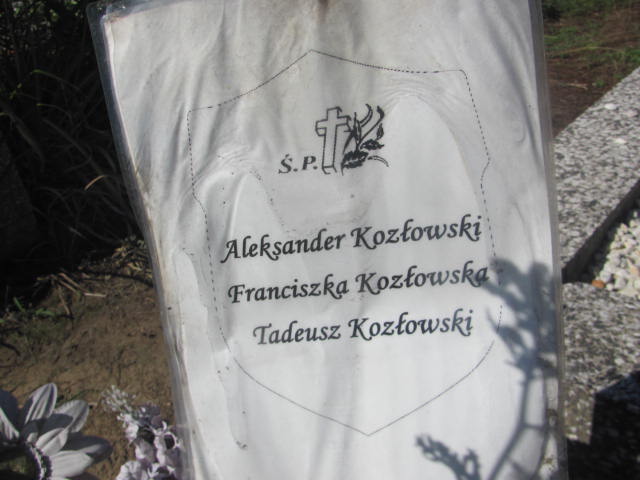 Ś.P.
Aleksander Kozłowski
Franciszka Kozłowska
Tadeusz Kozłowski